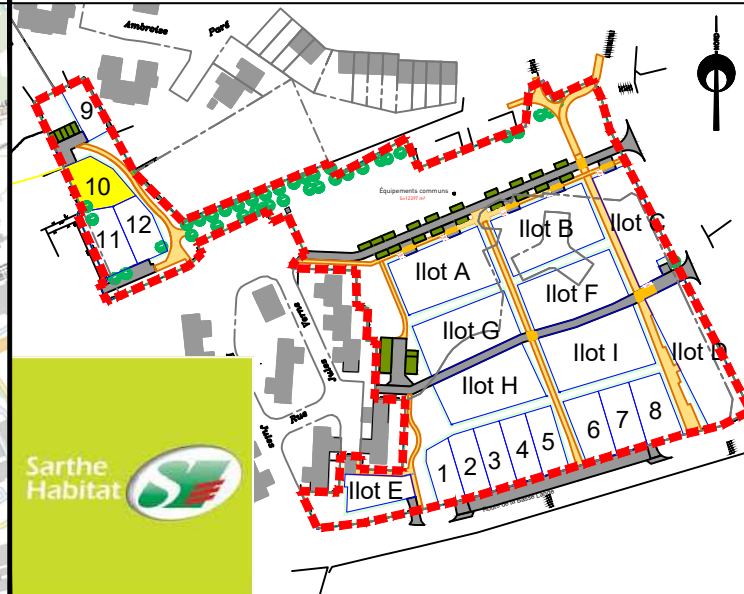 Ambroise Paré
9
10
12
11
Équipements communs
Ilot B
Ilot C
Ilot A
Ilot F
Ilot G
Ilot I
Ilot D
Ilot H
1 2 3 4 5 6 7 8
Ilot E
Verne
Jules
Rue
Jules
Sarthe
Habitat